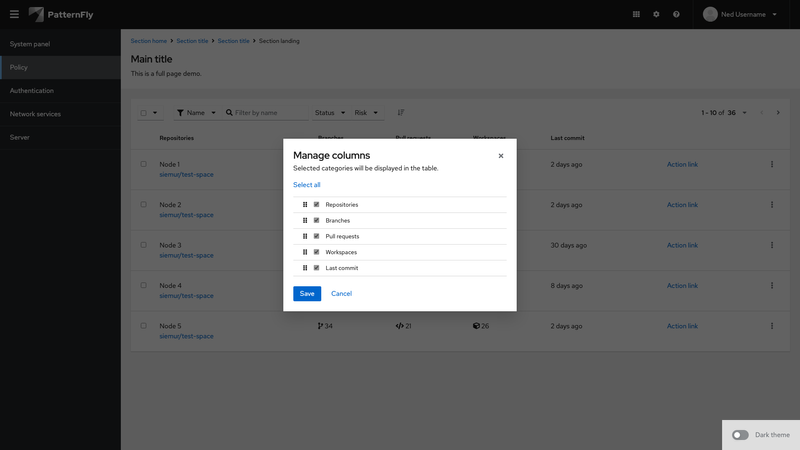 PatternFly
Ned Username
System panel
Policy
Authentication
Network services
Server
Section home
Section title
Section title
Section landing
Main title
This is a full page demo.
Name
Filter by name
Status
Risk
1 - 10 of 36
Repositories
Branches
Pull requests
Workspaces
Last commit
Node 1
siemur/test-space
2 days ago
Action link
Node 2
siemur/test-space
2 days ago
Action link
Node 3
siemur/test-space
30 days ago
Action link
Node 4
siemur/test-space
8 days ago
Action link
Node 5
siemur/test-space
34
21
26
2 days ago
Action link
Manage columns
Selected categories will be displayed in the table.
Select all
Repositories
Branches
Pull requests
Workspaces
Last commit
Save
Cancel
Dark theme